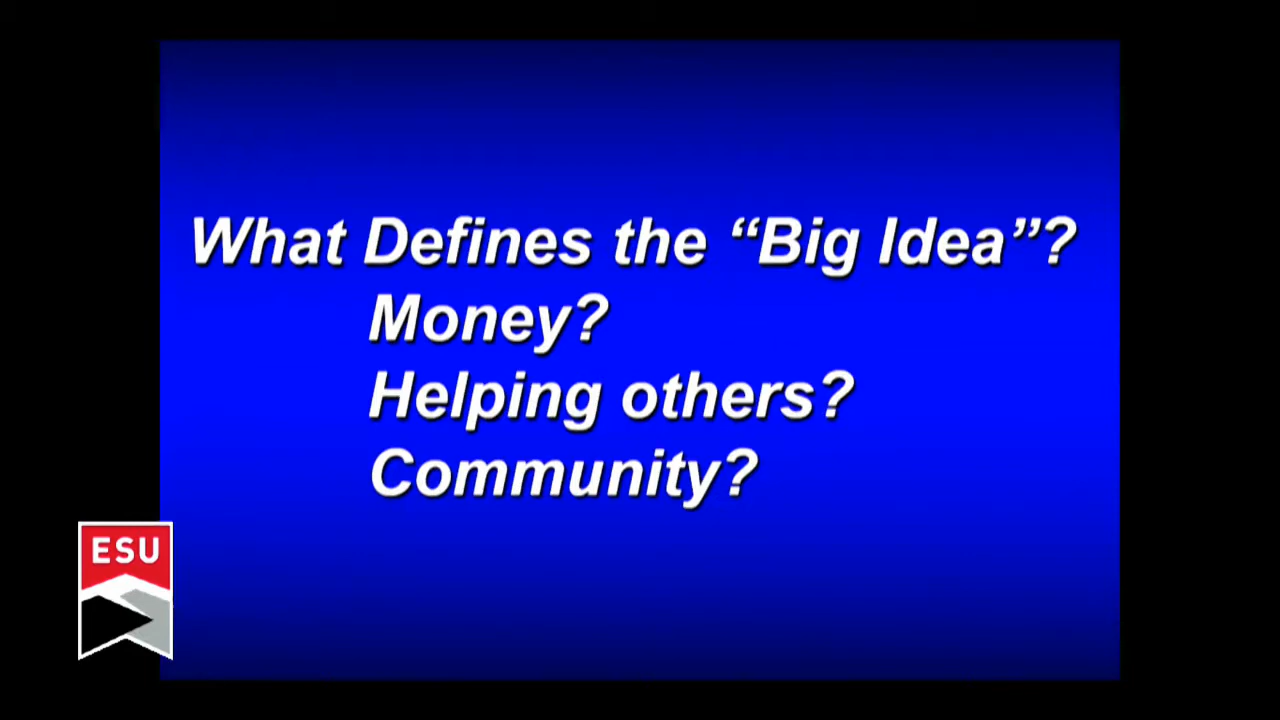 What Defines the “Big Idea”?
Money?
Helping others?
Community?
ESU